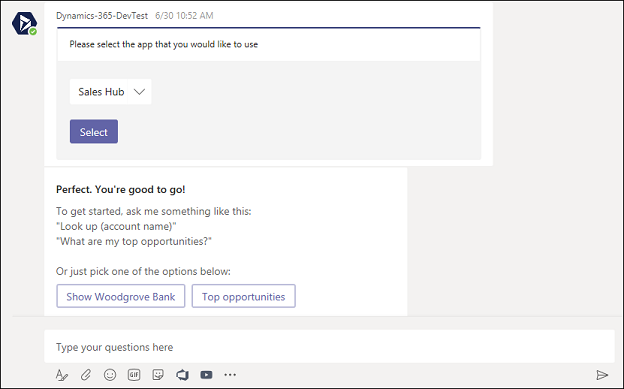 Dynamics-365-DevTest 6/30 10:52 AM
Please select the app that you would like to use
Sales Hub
Select
Perfect. You're good to go!
To get started, ask me something like this:
"Look up (account name)"
"What are my top opportunities?"
Or just pick one of the options below:
Show Woodgrove Bank Top opportunities
Type your questions here
GIF